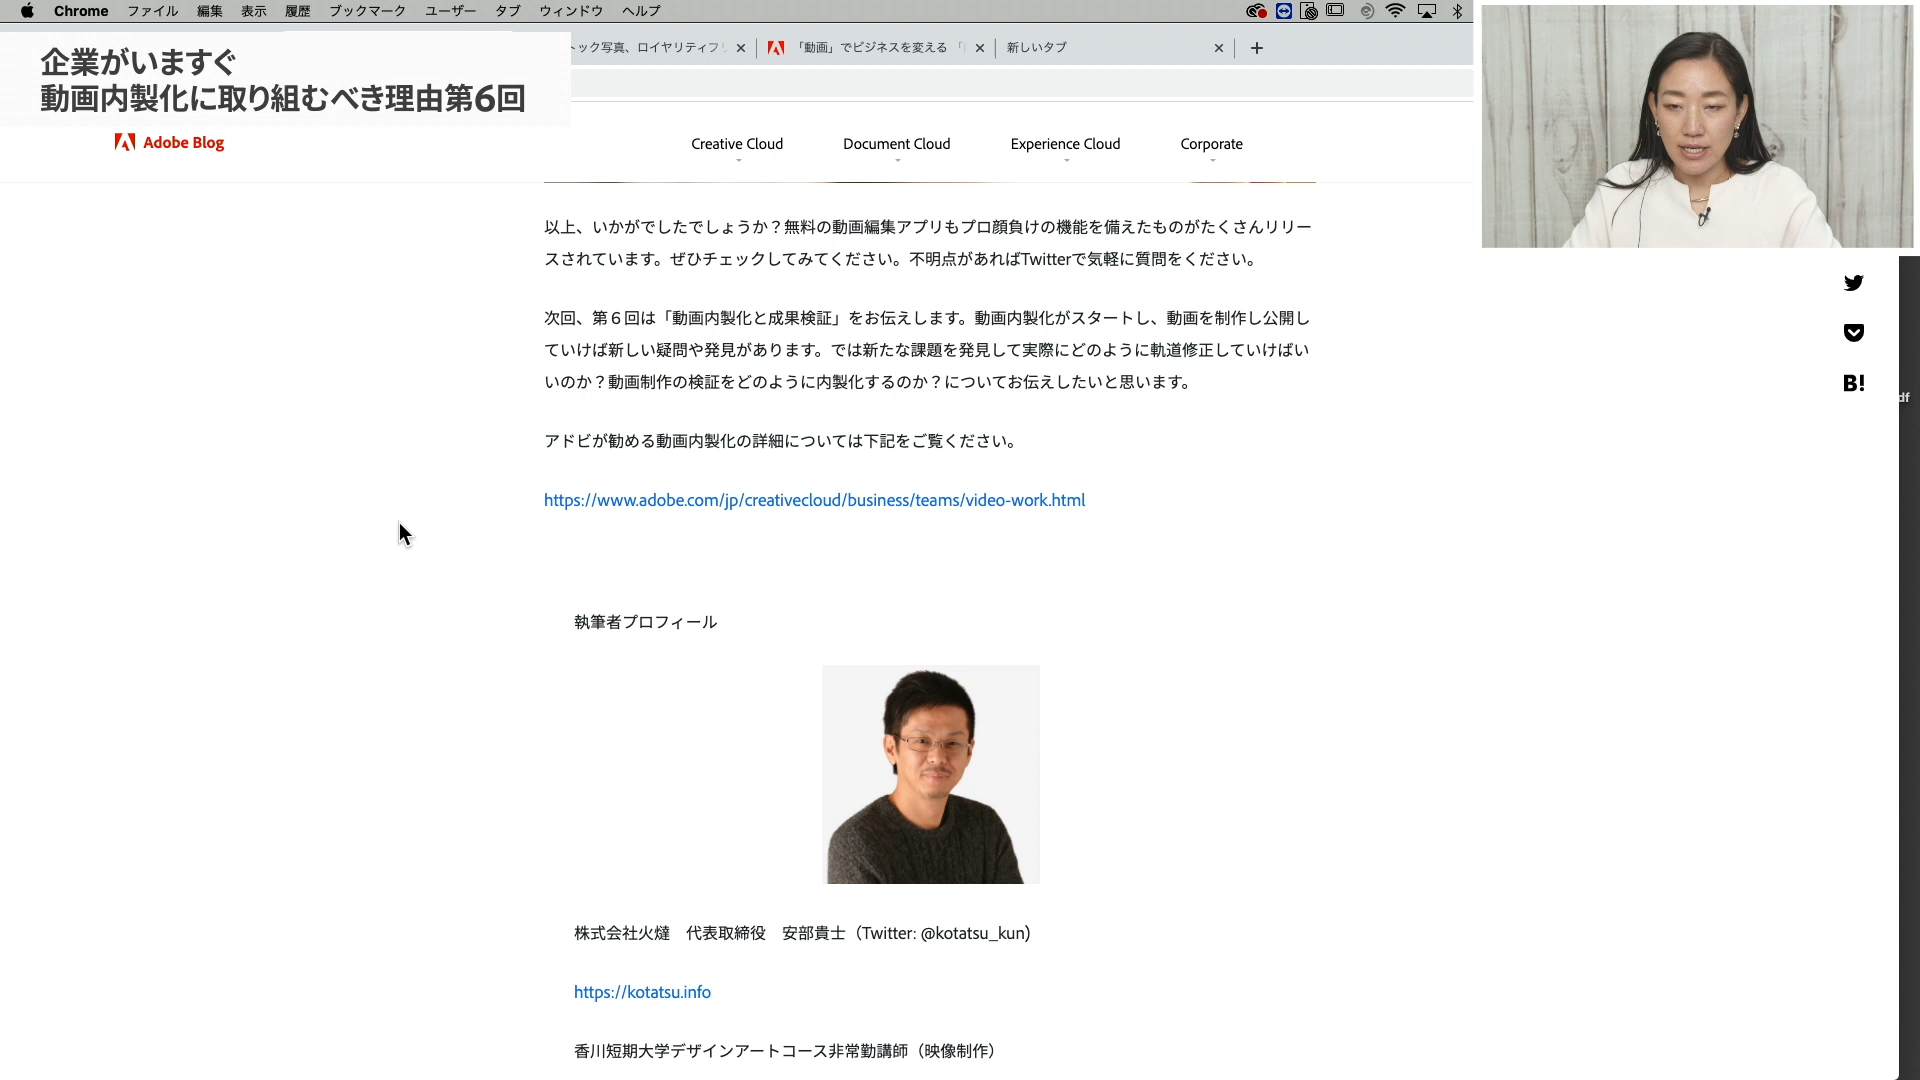 Chrome ファイル 編集 表示 履歴 ブックマーク ユーザー タブ ウィンドウ ヘルプ
企業がいますぐ
動画内製化に取り組むべき理由第6回
トック写真、ロイヤリティフリ
「動画」でビジネスを変える 「
新しいタブ
Adobe Blog
Creative Cloud
Document Cloud
Experience Cloud
Corporate
以上、いかがでしたでしょうか？無料の動画編集アプリもプロ顔負けの機能を備えたものがたくさんリリー
スされています。ぜひチェックしてみてください。不明点があればTwitterで気軽に質問をください。
次回、第６回は「動画内製化と成果検証」をお伝えします。動画内製化がスタートし、動画を制作し公開し
ていけば新しい疑問や発見があります。では新たな課題を発見して実際にどのように軌道修正していけばい
いのか？動画制作の検証をどのように内製化するのか？についてお伝えしたいと思います。
アドビが勧める動画内製化の詳細については下記をご覧ください。
https://www.adobe.com/jp/creativecloud/business/teams/video-work.html
B!
df
執筆者プロフィール
株式会社火燵　代表取締役　安部貴士（Twitter: @kotatsu_kun)
https://kotatsu.info
香川短期大学デザインアートコース非常勤講師（映像制作）